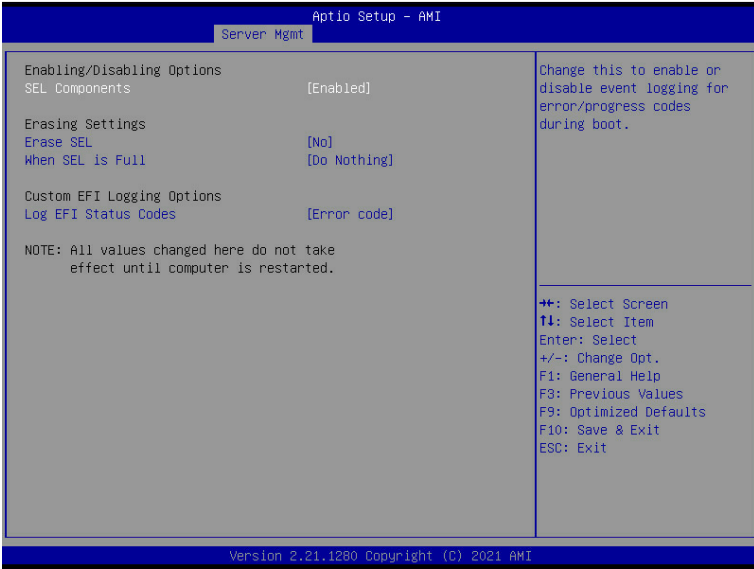 Aptio Setup – AMI
Server Mgmt
Enabling/Disabling Options
SEL Components [Enabled]
Erasing Settings
Erase SEL [No]
When SEL is Full [Do Nothing]
Custom EFI Logging Options
Log EFI Status Codes [Error code]
NOTE: All values changed here do not take
effect until computer is restarted.
Change this to enable or
disable event logging for
error/progress codes
during boot.
→←: Select Screen
↑↓: Select Item
Enter: Select
+/-: Change Opt.
F1: General Help
F3: Previous Values
F9: Optimized Defaults
F10: Save & Exit
ESC: Exit
Version 2.21.1280 Copyright (C) 2021 AMI